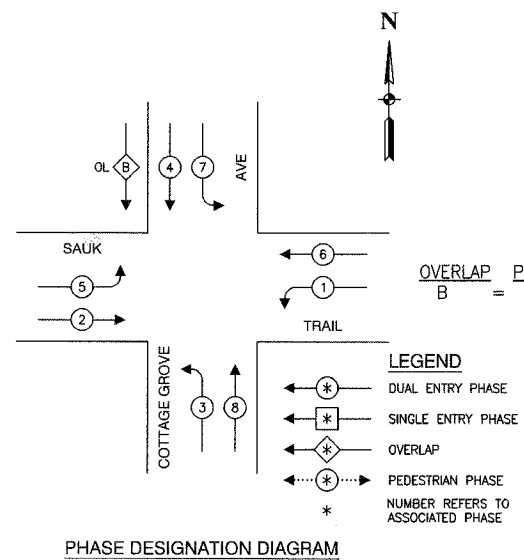 N
OL B 4 7
AVE
SAUK
6
5
1
2
TRAIL
COTTAGE GROVE
3 8
OVERLAP P
B =
LEGEND
* DUAL ENTRY PHASE
* SINGLE ENTRY PHASE
* OVERLAP
* PEDESTRIAN PHASE
* NUMBER REFERS TO
ASSOCIATED PHASE
PHASE DESIGNATION DIAGRAM